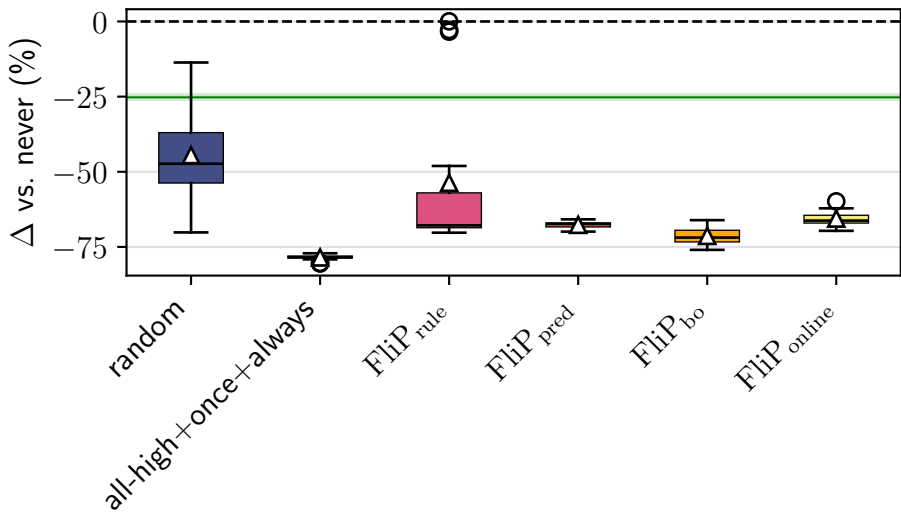 Δ vs. never (%)
0
−25
−50
−75
random
all-high+once+always
FliP rule
FliP pred
FliP bo
FliP online